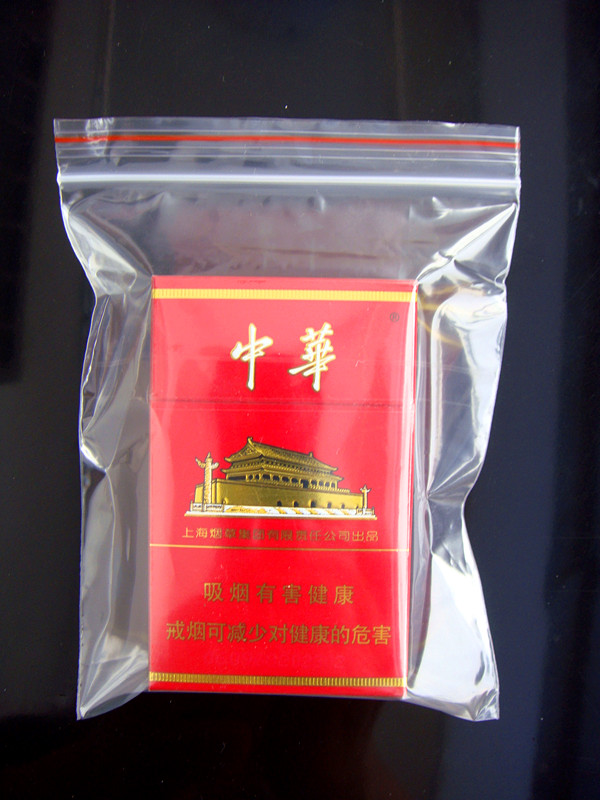 中華®
上海烟草集团有限责任公司出品
吸烟有害健康
戒烟可减少对健康的危害